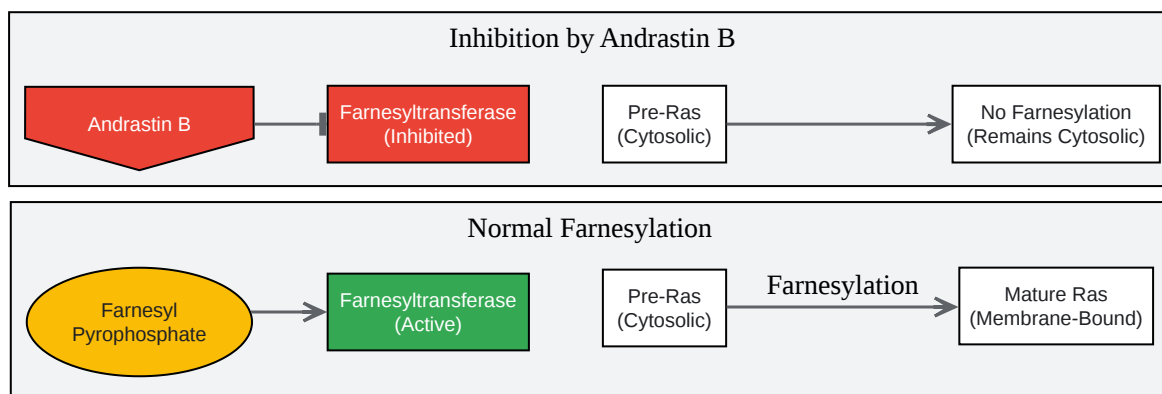 Inhibition by Andrastin B
Andrastin B
Farnesyltransferase
(Inhibited)
Pre-Ras
(Cytosolic)
No Farnesylation
(Remains Cytosolic)
Normal Farnesylation
Farnesyl
Pyrophosphate
Farnesyltransferase
(Active)
Pre-Ras
(Cytosolic)
Farnesylation
Mature Ras
(Membrane-Bound)